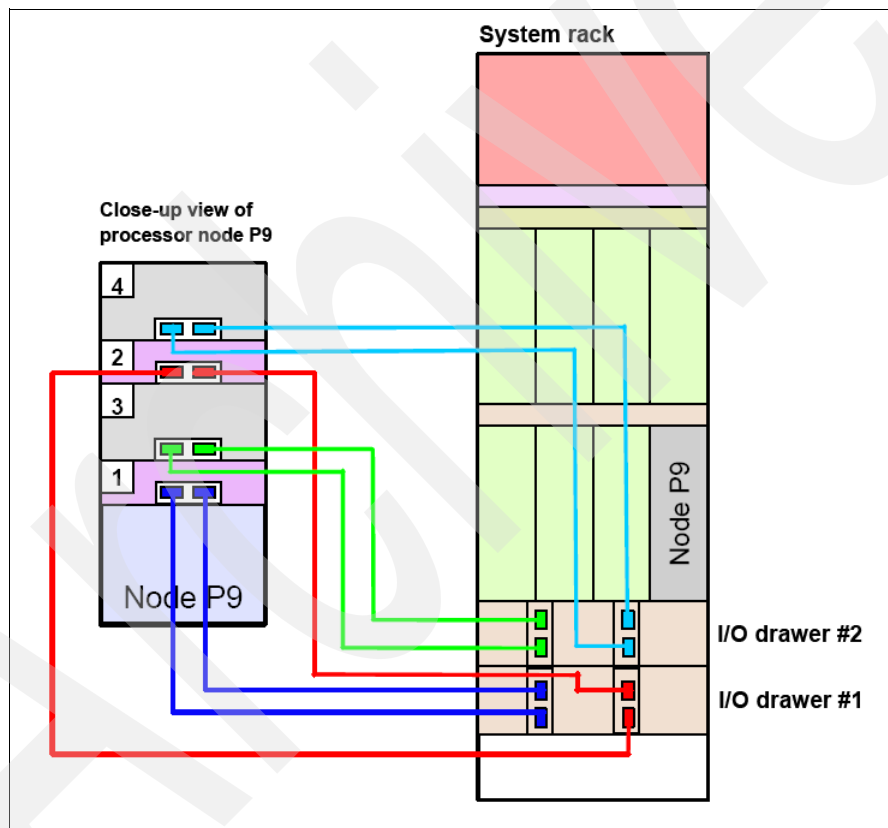 System rack
Close-up view of
processor node P9
4
2
3
1
Node P9
Node P9
I/O drawer #2
I/O drawer #1
Archive